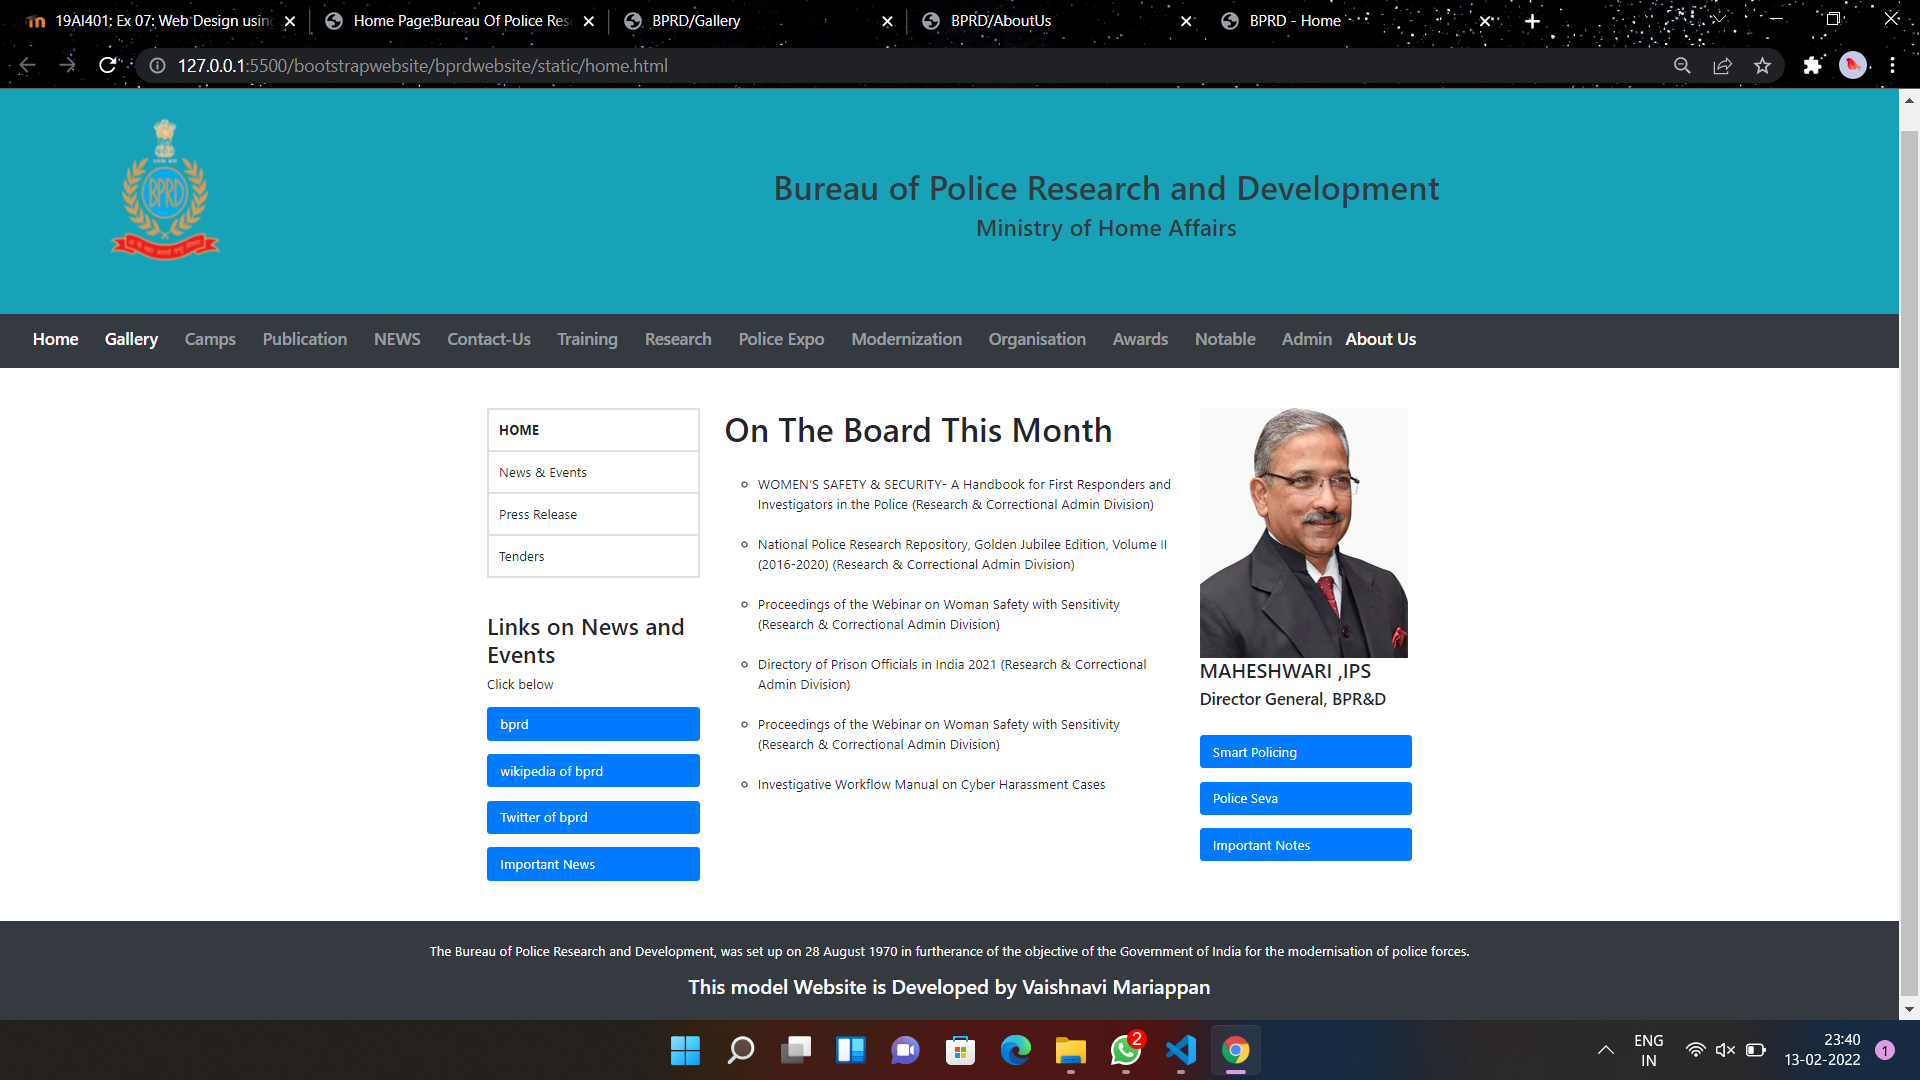 19AI401; Ex 07: Web Design usin
Home Page:Bureau Of Police Res
BPRD/Gallery
BPRD/AboutUs
BPRD - Home
127.0.0.1:5500/bootstrapwebsite/bprdwebsite/static/home.html
BPRD
Bureau of Police Research and Development
Ministry of Home Affairs
Home Gallery Camps Publication NEWS Contact-Us Training Research Police Expo Modernization Organisation Awards Notable Admin About Us
HOME
News & Events
Press Release
Tenders
Links on News and
Events
Click below
bprd
wikipedia of bprd
Twitter of bprd
Important News
On The Board This Month
WOMEN'S SAFETY & SECURITY- A Handbook for First Responders and
Investigators in the Police (Research & Correctional Admin Division)
National Police Research Repository, Golden Jubilee Edition, Volume II
(2016-2020) (Research & Correctional Admin Division)
Proceedings of the Webinar on Woman Safety with Sensitivity
(Research & Correctional Admin Division)
Directory of Prison Officials in India 2021 (Research & Correctional
Admin Division)
Proceedings of the Webinar on Woman Safety with Sensitivity
(Research & Correctional Admin Division)
Investigative Workflow Manual on Cyber Harassment Cases
MAHESHWARI ,IPS
Director General, BPR&D
Smart Policing
Police Seva
Important Notes
The Bureau of Police Research and Development, was set up on 28 August 1970 in furtherance of the objective of the Government of India for the modernisation of police forces.
This model Website is Developed by Vaishnavi Mariappan
2
ENG
IN
23:40
13-02-2022
1